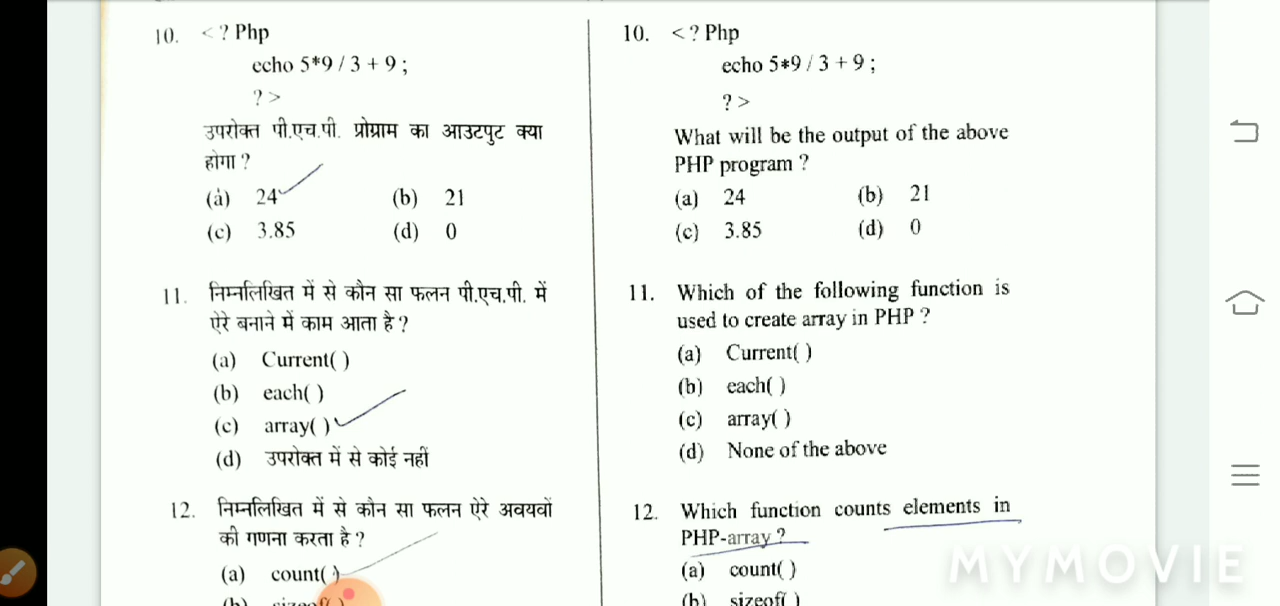 10. < ? Php
echo 5*9 / 3 + 9 ;
? >
उपरोक्त पी.एच.पी. प्रोग्राम का आउटपुट क्या
होगा ?
(a) 24 (b) 21
(c) 3.85 (d) 0
11. निम्नलिखित में से कौन सा फलन पी.एच.पी. में
ऐरे बनाने में काम आता है ?
(a) Current( )
(b) each( )
(c) array( )
(d) उपरोक्त में से कोई नहीं
12. निम्नलिखित में से कौन सा फलन ऐरे अवयवों
की गणना करता है ?
(a) count( )
(b) sizeof( )
10. < ? Php
echo 5*9 / 3 + 9 ;
? >
What will be the output of the above
PHP program ?
(a) 24 (b) 21
(c) 3.85 (d) 0
11. Which of the following function is
used to create array in PHP ?
(a) Current( )
(b) each( )
(c) array( )
(d) None of the above
12. Which function counts elements in
PHP-array ?
(a) count( )
(b) sizeof( )
MYMOVIE